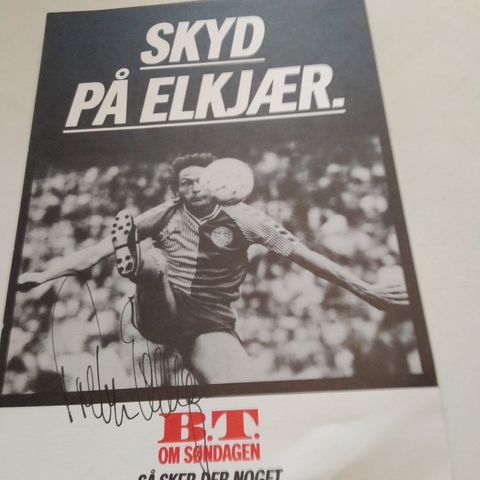 SKYD
PÅ ELKJÆR.
B.T.
OM SØNDAGEN
SÅ SKER DER NOGET